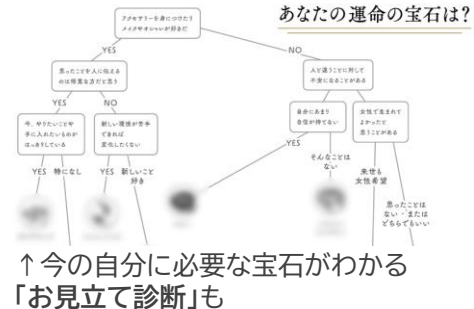 あなたの運命の宝石は?
アクセサリーを身につけたり
メイクやオシャレが好きだ
YES
NO
思ったことを人に伝える
のは得意な方だと思う
人と違うことに対して
不安になることがある
YES
NO
今、やりたいことや
手に入れたいものが
はっきりしている
新しい環境が苦手
できれば
変化したくない
自分にあまり
自信が持てない
女性で生まれて
よかったと
思うことがある
YES
特になし
YES
新しいこと
好き
YES
そんなことは
ない
来世も
女性希望
思ったことは
ない・または
どちらでもいい
↑今の自分に必要な宝石がわかる
「お見立て診断」も